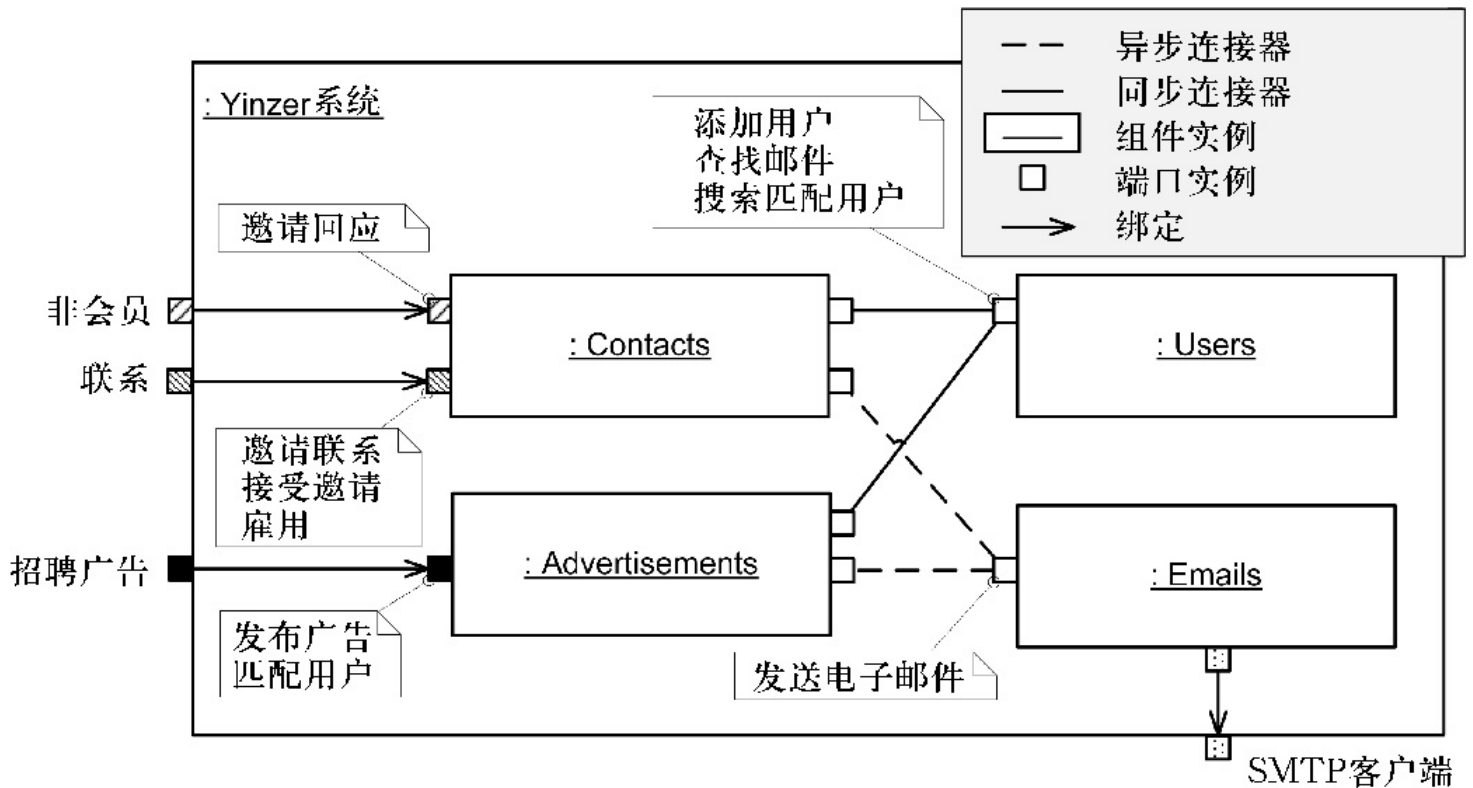 异步连接器
同步连接器
组件实例
端口实例
绑定
: Yinzer系统
添加用户
查找邮件
搜索匹配用户
邀请回应
非会员
联系
: Contacts
: Users
邀请联系
接受邀请
雇用
招聘广告
: Advertisements
: Emails
发布广告
匹配用户
发送电子邮件
SMTP客户端